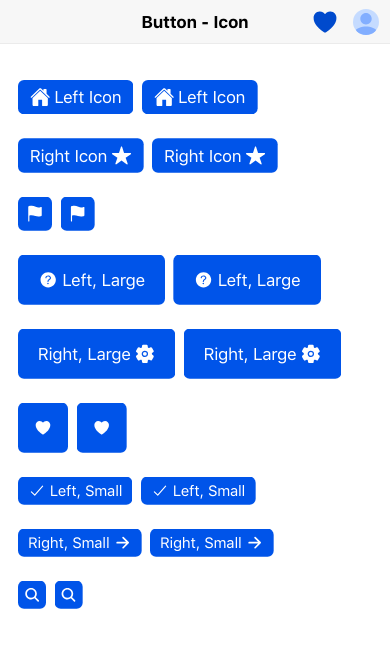 Button - Icon
Left Icon Left Icon
Right Icon Right Icon
Left, Large Left, Large
Right, Large Right, Large
Left, Small Left, Small
Right, Small Right, Small